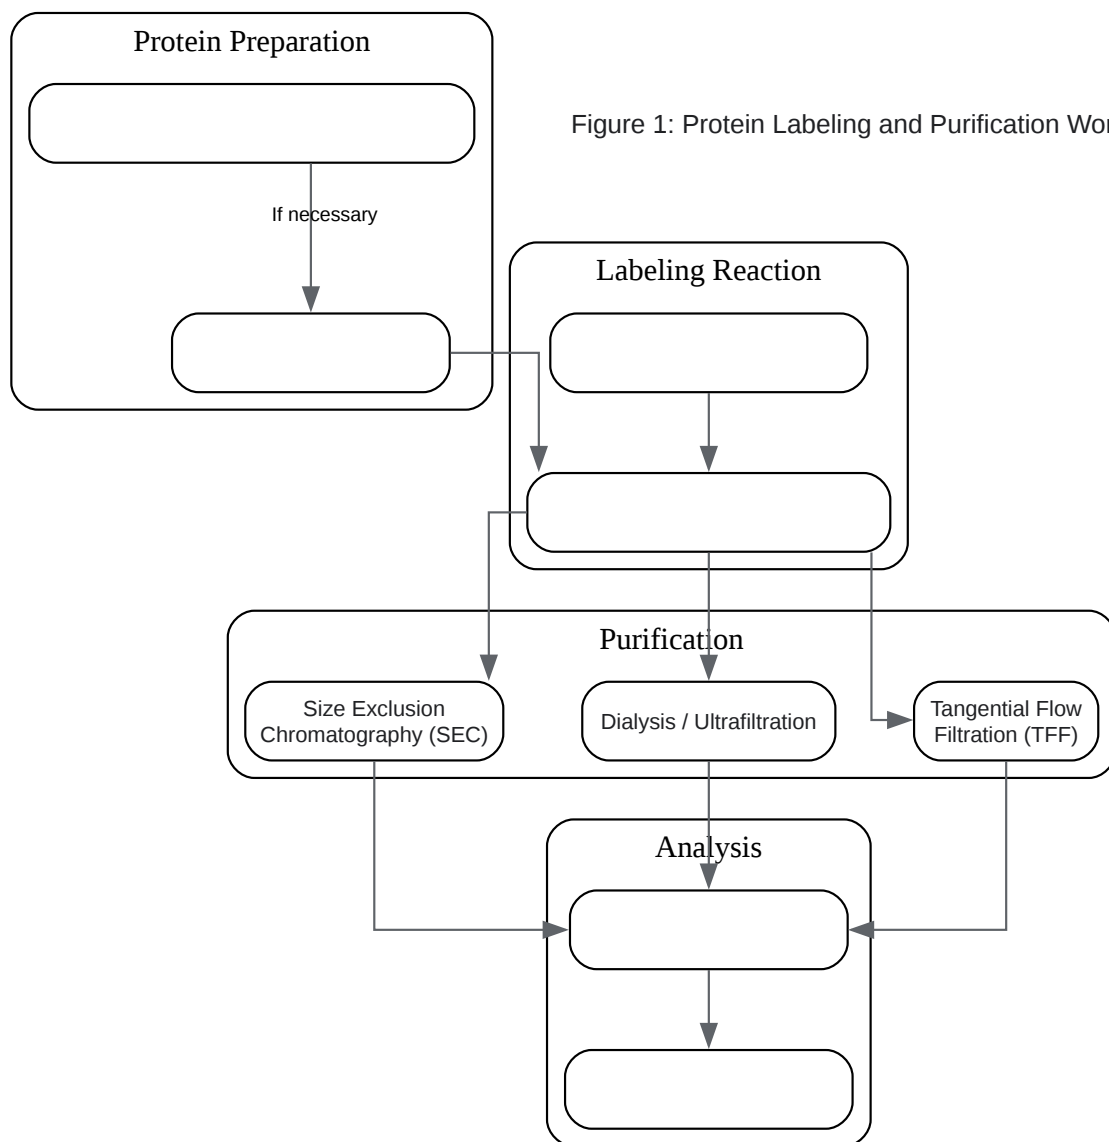 Protein Preparation
Figure 1: Protein Labeling and Purification Wor
If necessary
Labeling Reaction
Purification
Size Exclusion
Chromatography (SEC)
Dialysis / Ultrafiltration
Tangential Flow
Filtration (TFF)
Analysis